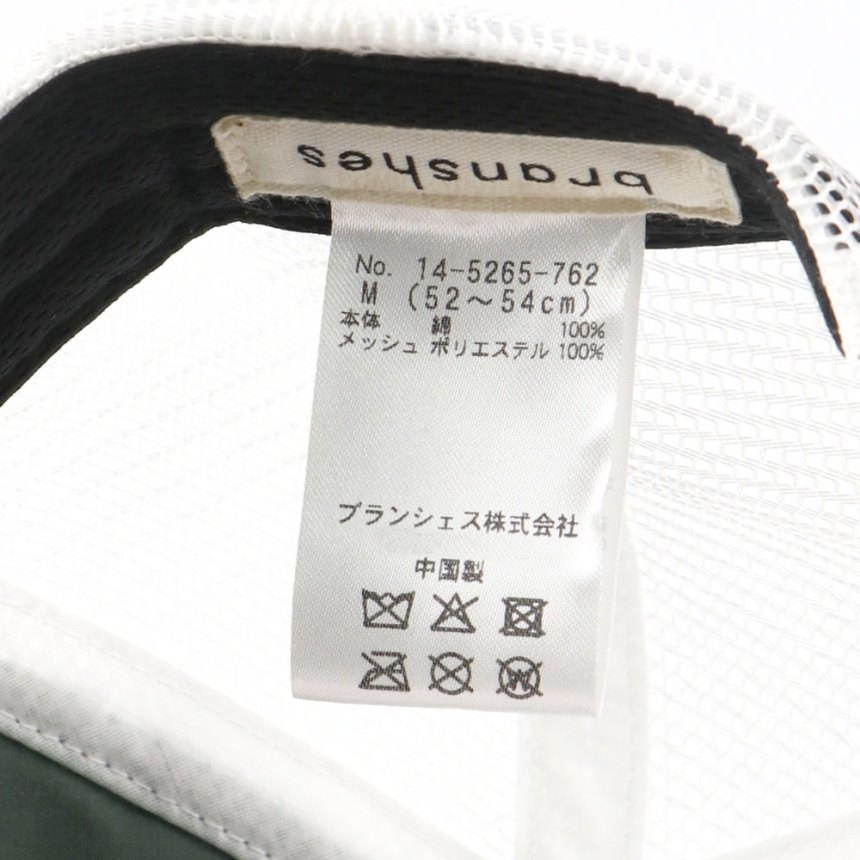 branshes
No. 14-5265-762
M (52～54cm)
本体 綿 100%
メッシュ ポリエステル 100%
ブランシェス株式会社
中国製
W